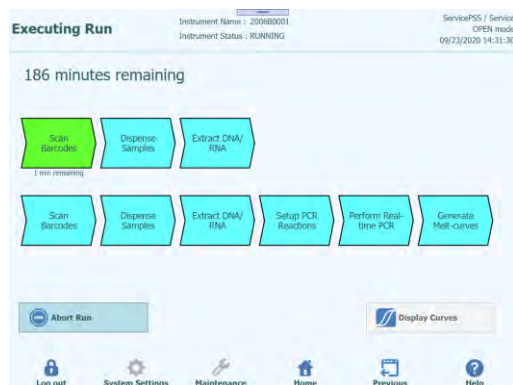 Executing Run
Instrument Name : 200680001
Instrument Status : RUNNING
ServicePSS / Service
OPEN mode
09/23/2020 14:31:30
186 minutes remaining
Scan
Barcodes
Dispense
Samples
Extract DNA/
RNA
1 min remaining
Scan
Barcodes
Dispense
Samples
Extract DNA/
RNA
Setup PCR
Reactions
Perform Real-
time PCR
Generate
Melt-curves
Abort Run
Display Curves
Log out
System Settings
Maintenance
Home
Previous
Help